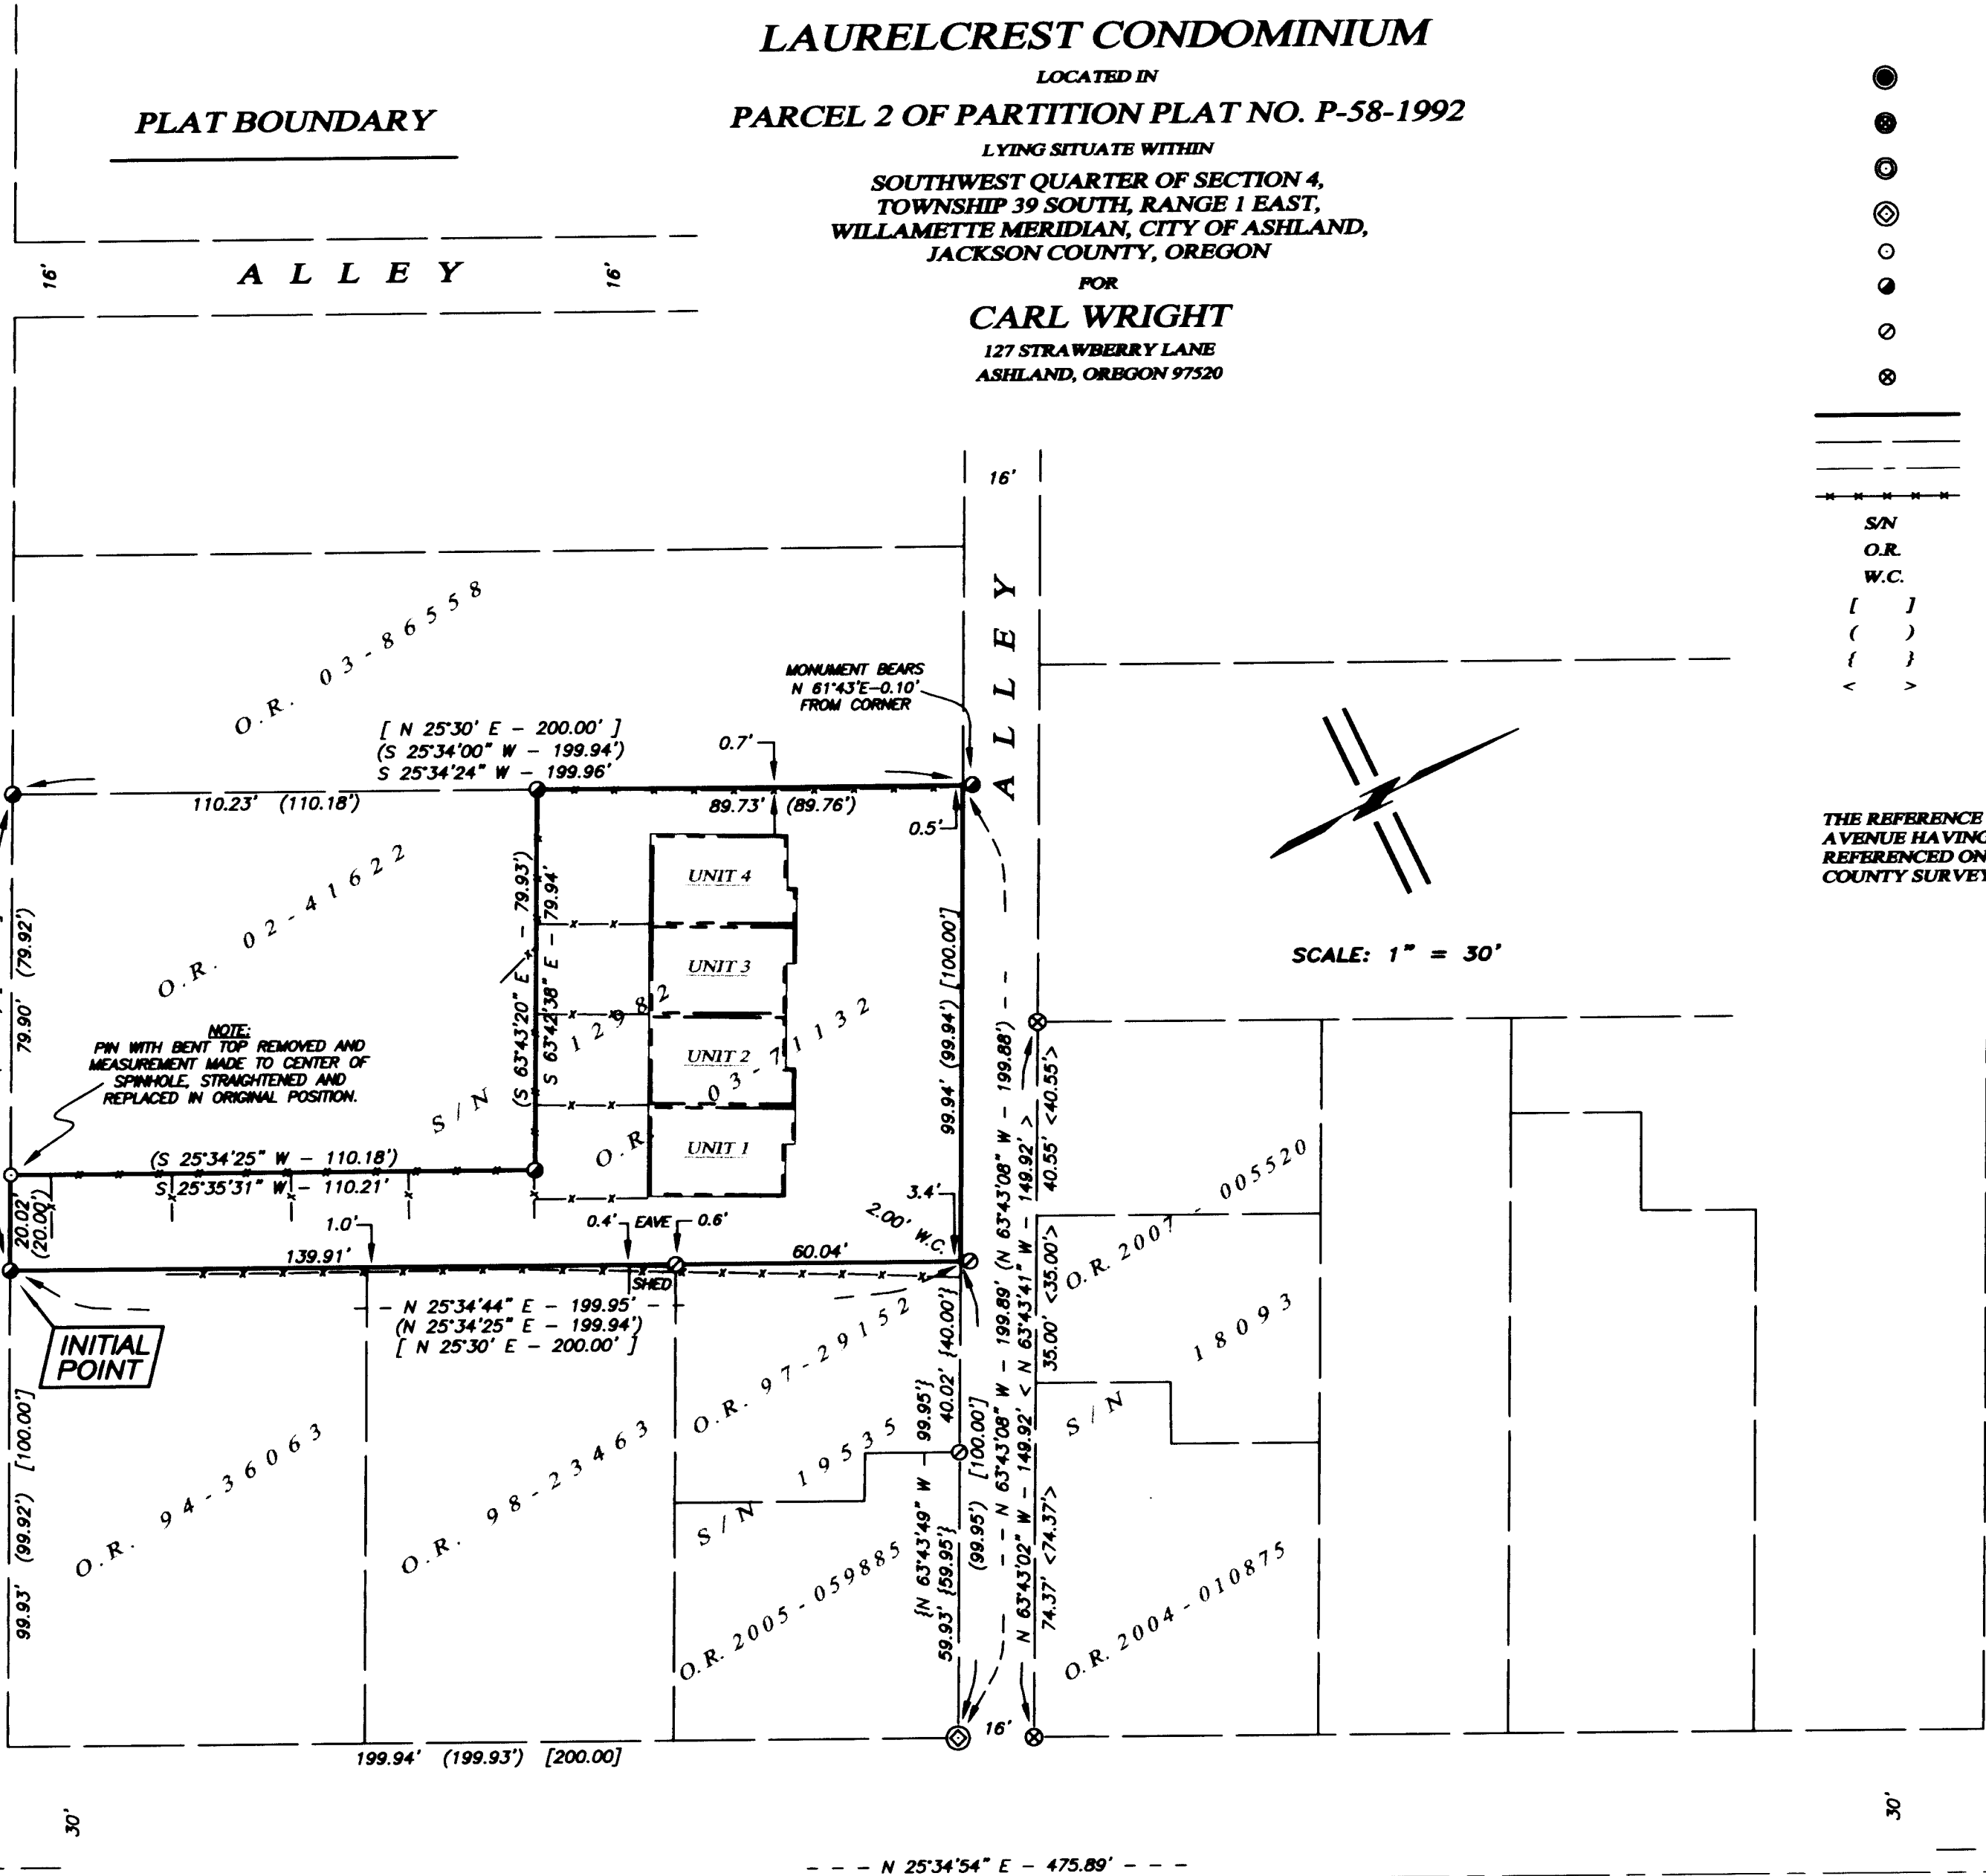 LAURELCREST CONDOMINIUM
LOCATED IN
PARCEL 2 OF PARTITION PLAT NO. P-58-1992
LYING SITUATE WITHIN
SOUTHWEST QUARTER OF SECTION 4,
TOWNSHIP 39 SOUTH, RANGE 1 EAST,
WILLAMETTE MERIDIAN, CITY OF ASHLAND,
JACKSON COUNTY, OREGON
FOR
CARL WRIGHT
127 STRAWBERRY LANE
ASHLAND, OREGON 97520
PLAT BOUNDARY
16'
ALLEY
16'
S/N
O.R.
W.C.
[ ]
( )
{ }
< >
16'
ALLEY
O.R. 03-86558
MONUMENT BEARS
N 61°43'E-0.10'
FROM CORNER
[ N 25°30' E - 200.00' ]
(S 25°34'00" W - 199.94')
S 25°34'24" W - 199.96'
0.7'
110.23' (110.18')
89.73' (89.76')
0.5'
THE REFERENCE
AVENUE HAVING
REFERENCED ON
COUNTY SURVEY
SCALE: 1" = 30'
O.R. 02-41622
79.90' (79.92')
(S 63°43'20" E - 79.93')
S 63°42'38" E - 79.94'
UNIT 4
UNIT 3
UNIT 2
UNIT 1
S/N 12982
O.R. 03-71132
99.94' (99.94') [100.00']
NOTE:
PIN WITH BENT TOP REMOVED AND
MEASUREMENT MADE TO CENTER OF
SPINHOLE, STRAIGHTENED AND
REPLACED IN ORIGINAL POSITION.
(S 25°34'25" W - 110.18')
S 25°35'31" W - 110.21'
20.02'
(20.00')
1.0'
0.4'
EAVE
0.6'
3.4'
2.00' W.C.
139.91'
60.04'
SHED
- - N 25°34'44" E - 199.95' - -
(N 25°34'25" E - 199.94')
[ N 25°30' E - 200.00' ]
INITIAL
POINT
99.93' (99.92') [100.00']
O.R. 94-36063
O.R. 98-23463
O.R. 97-29152
S/N 19535
O.R. 2005-059885
{N 63°43'49" W - 99.95'}
40.02' {40.00'}
59.93' {59.95'}
(99.95') [100.00']
- - - N 63°43'08" W - 199.89' (N 63°43'08" W - 199.88') - - -
N 63°43'02" W - 149.92' < N 63°43'41" W - 149.92' >
40.55' <40.55'>
35.00' <35.00'>
74.37' <74.37'>
O.R. 2007-005520
S/N 18093
O.R. 2004-010875
199.94' (199.93') [200.00]
16'
30'
30'
- - - N 25°34'54" E - 475.89' - - -